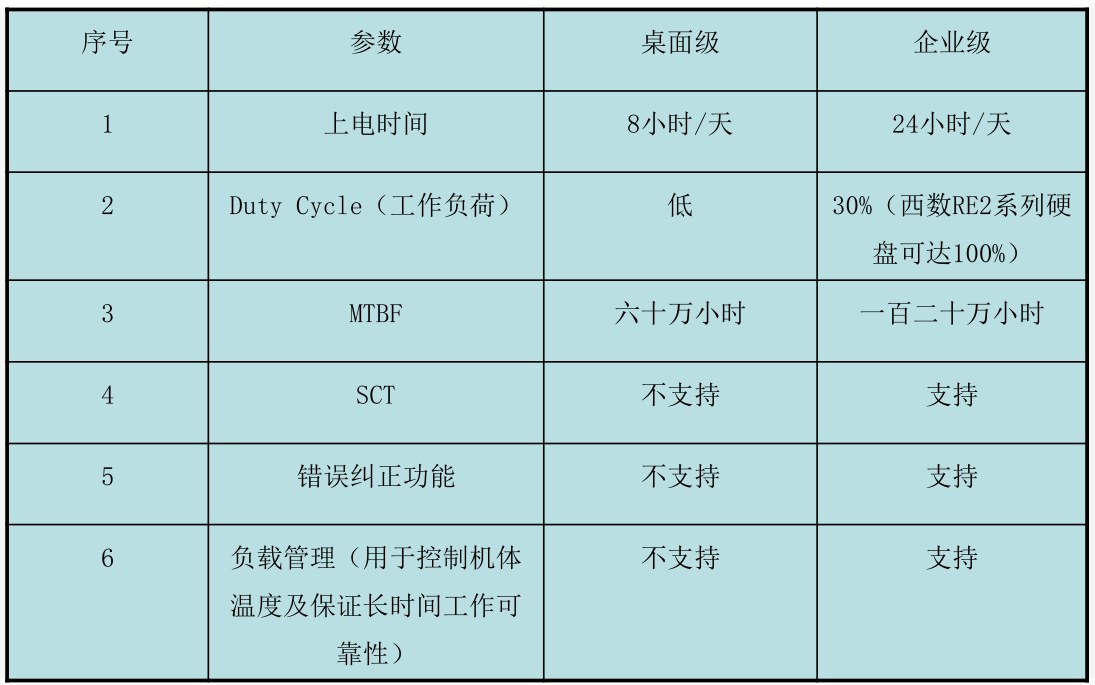 序号 参数 桌面级 企业级
1 上电时间 8小时/天 24小时/天
2 Duty Cycle（工作负荷） 低 30%（西数RE2系列硬
盘可达100%）
3 MTBF 六十万小时 一百二十万小时
4 SCT 不支持 支持
5 错误纠正功能 不支持 支持
6 负载管理（用于控制机体 不支持 支持
温度及保证长时间工作可
靠性）